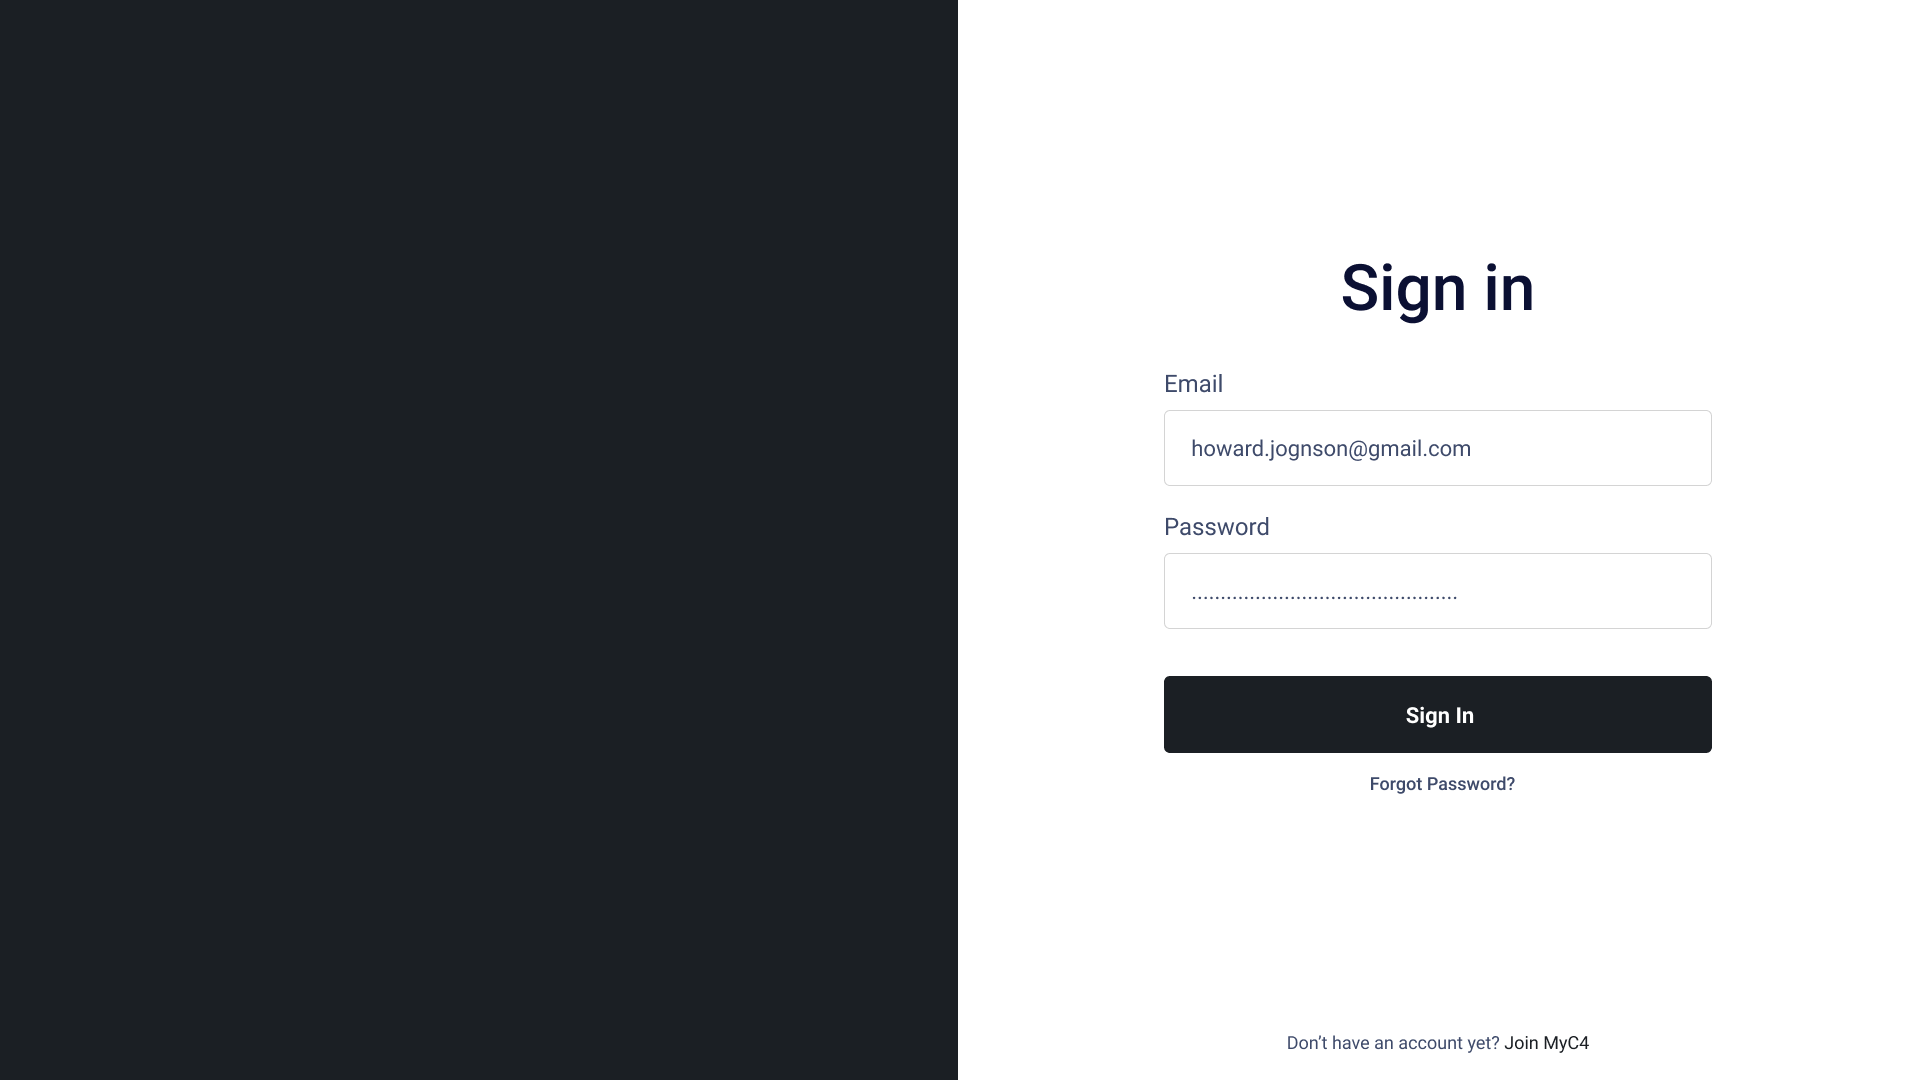 Sign in
Email
howard.jognson@gmail.com
Password
..............................................
Sign In
Forgot Password?
Don’t have an account yet? Join MyC4